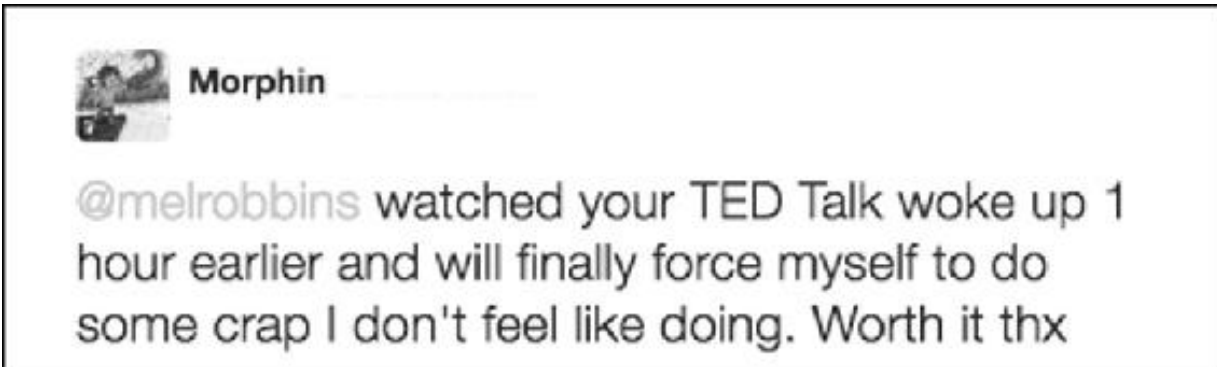 Morphin
@melrobbins watched your TED Talk woke up 1
hour earlier and will finally force myself to do
some crap I don't feel like doing. Worth it thx